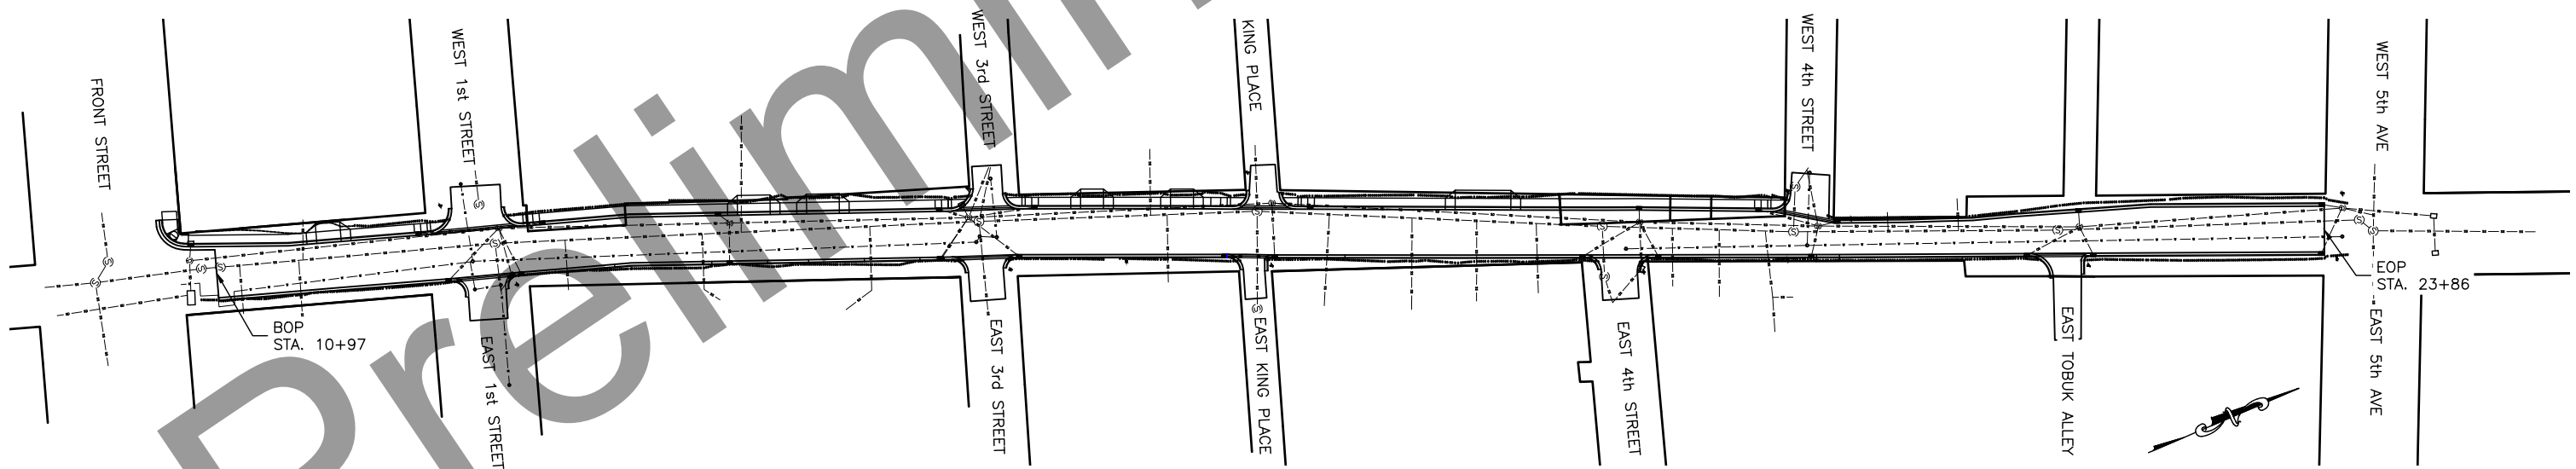 FRONT STREET
WEST 1st STREET
WEST 3rd STREET
KING PLACE
WEST 4th STREET
WEST 5th AVE
BOP
STA. 10+97
EAST 1st STREET
EAST 3rd STREET
EAST KING PLACE
EAST 4th STREET
EAST TOBUK ALLEY
EAST 5th AVE
EOP
STA. 23+86
Prelimi